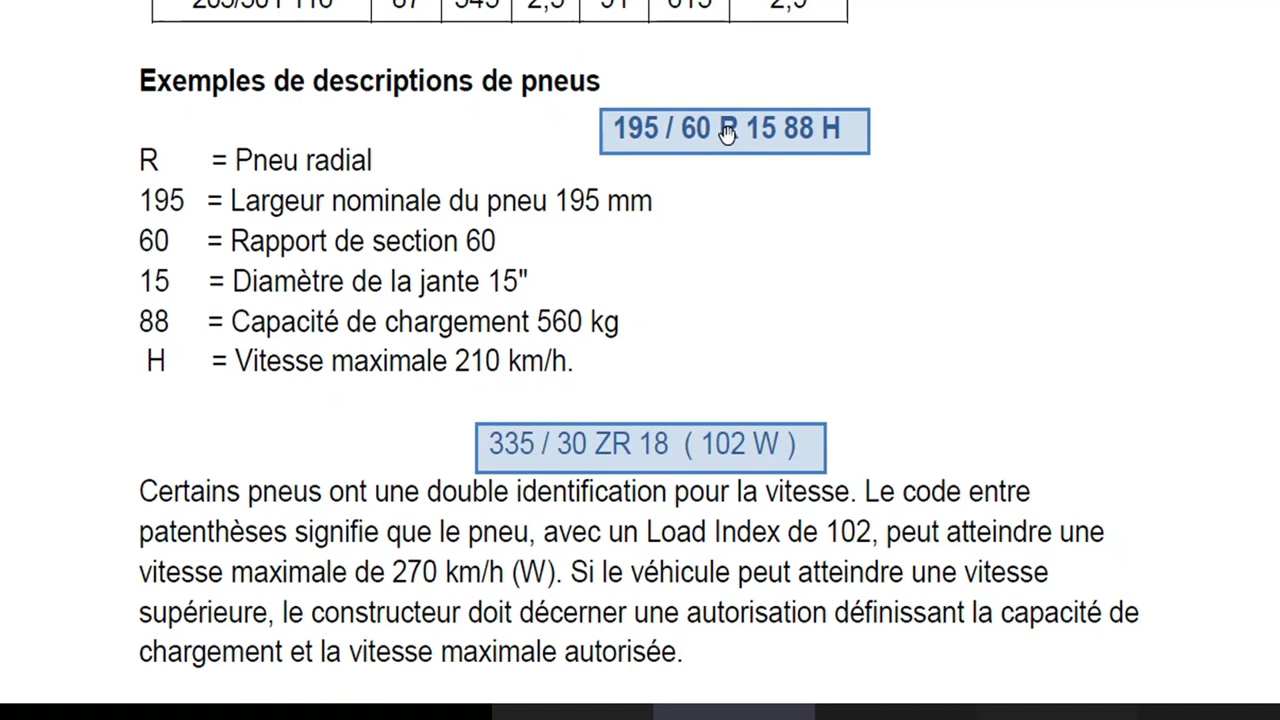 Exemples de descriptions de pneus
195 / 60 R 15 88 H
R = Pneu radial
195 = Largeur nominale du pneu 195 mm
60 = Rapport de section 60
15 = Diamètre de la jante 15"
88 = Capacité de chargement 560 kg
H = Vitesse maximale 210 km/h.
335 / 30 ZR 18 ( 102 W )
Certains pneus ont une double identification pour la vitesse. Le code entre
patenthèses signifie que le pneu, avec un Load Index de 102, peut atteindre une
vitesse maximale de 270 km/h (W). Si le véhicule peut atteindre une vitesse
supérieure, le constructeur doit décerner une autorisation définissant la capacité de
chargement et la vitesse maximale autorisée.